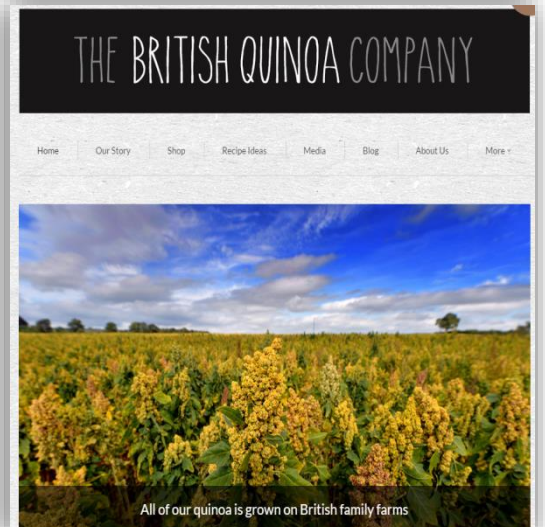 THE BRITISH QUINOA COMPANY
Home Our Story Shop Recipe Ideas Media Blog About Us More
All of our quinoa is grown on British family farms